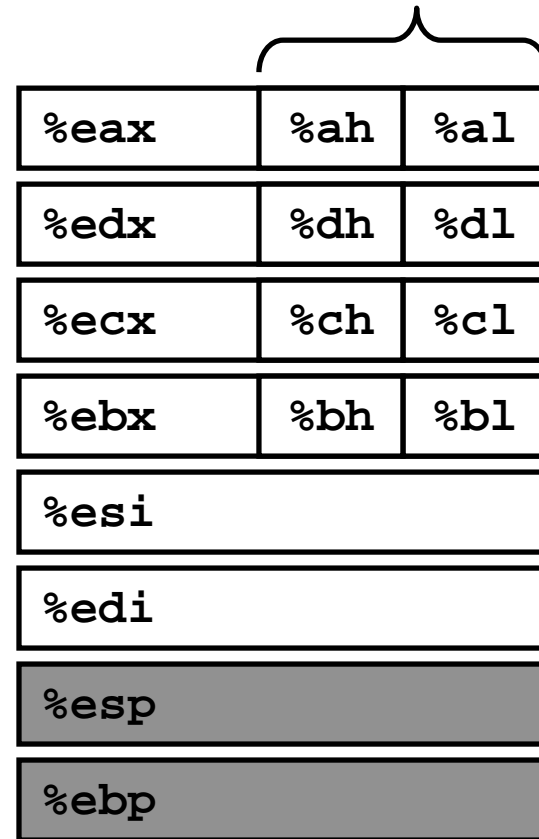 %eax %ah %al
%edx %dh %dl
%ecx %ch %cl
%ebx %bh %bl
%esi
%edi
%esp
%ebp